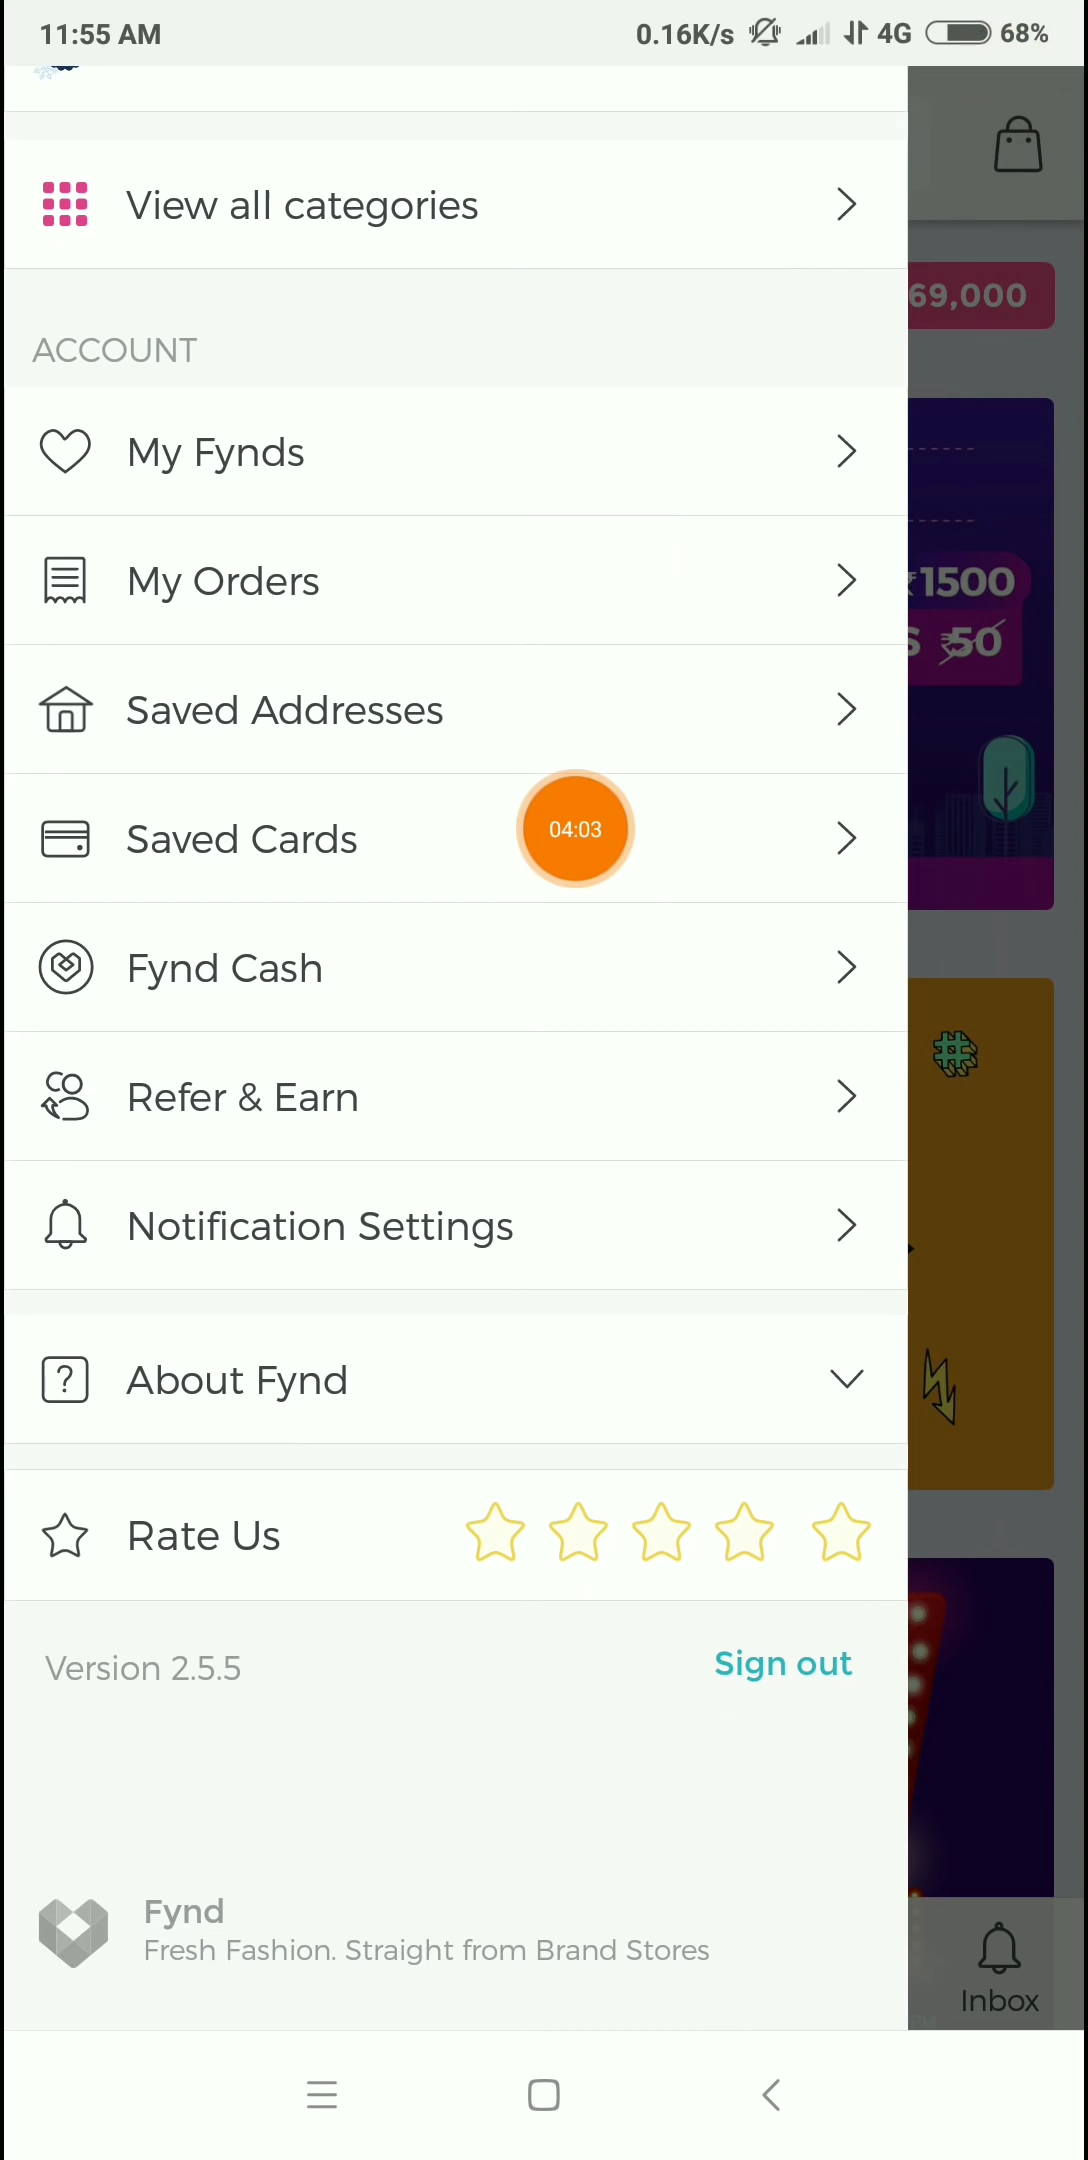 11:55 AM
0.16K/s
4G
68%
View all categories
69,000
ACCOUNT
My Fynds
My Orders
₹1500
S ₹50
Saved Addresses
Saved Cards
04:03
Fynd Cash
Refer & Earn
Notification Settings
About Fynd
Rate Us
Version 2.5.5
Sign out
Fynd
Fresh Fashion. Straight from Brand Stores
Inbox